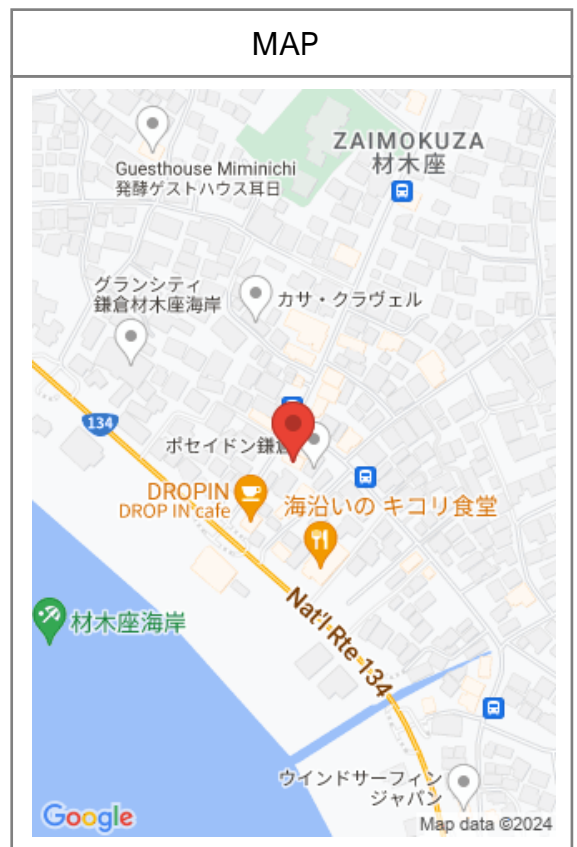 MAP
ZAIMOKUZA
材木座
Guesthouse Miminichi
発酵ゲストハウス耳日
グランシティ
鎌倉材木座海岸
カサ・クラヴェル
134
ポセイドン鎌倉
DROPIN
DROP IN cafe
海沿いの キコリ食堂
Nat'l Rte 134
材木座海岸
ウインドサーフィン
ジャパン
Google
Map data ©2024